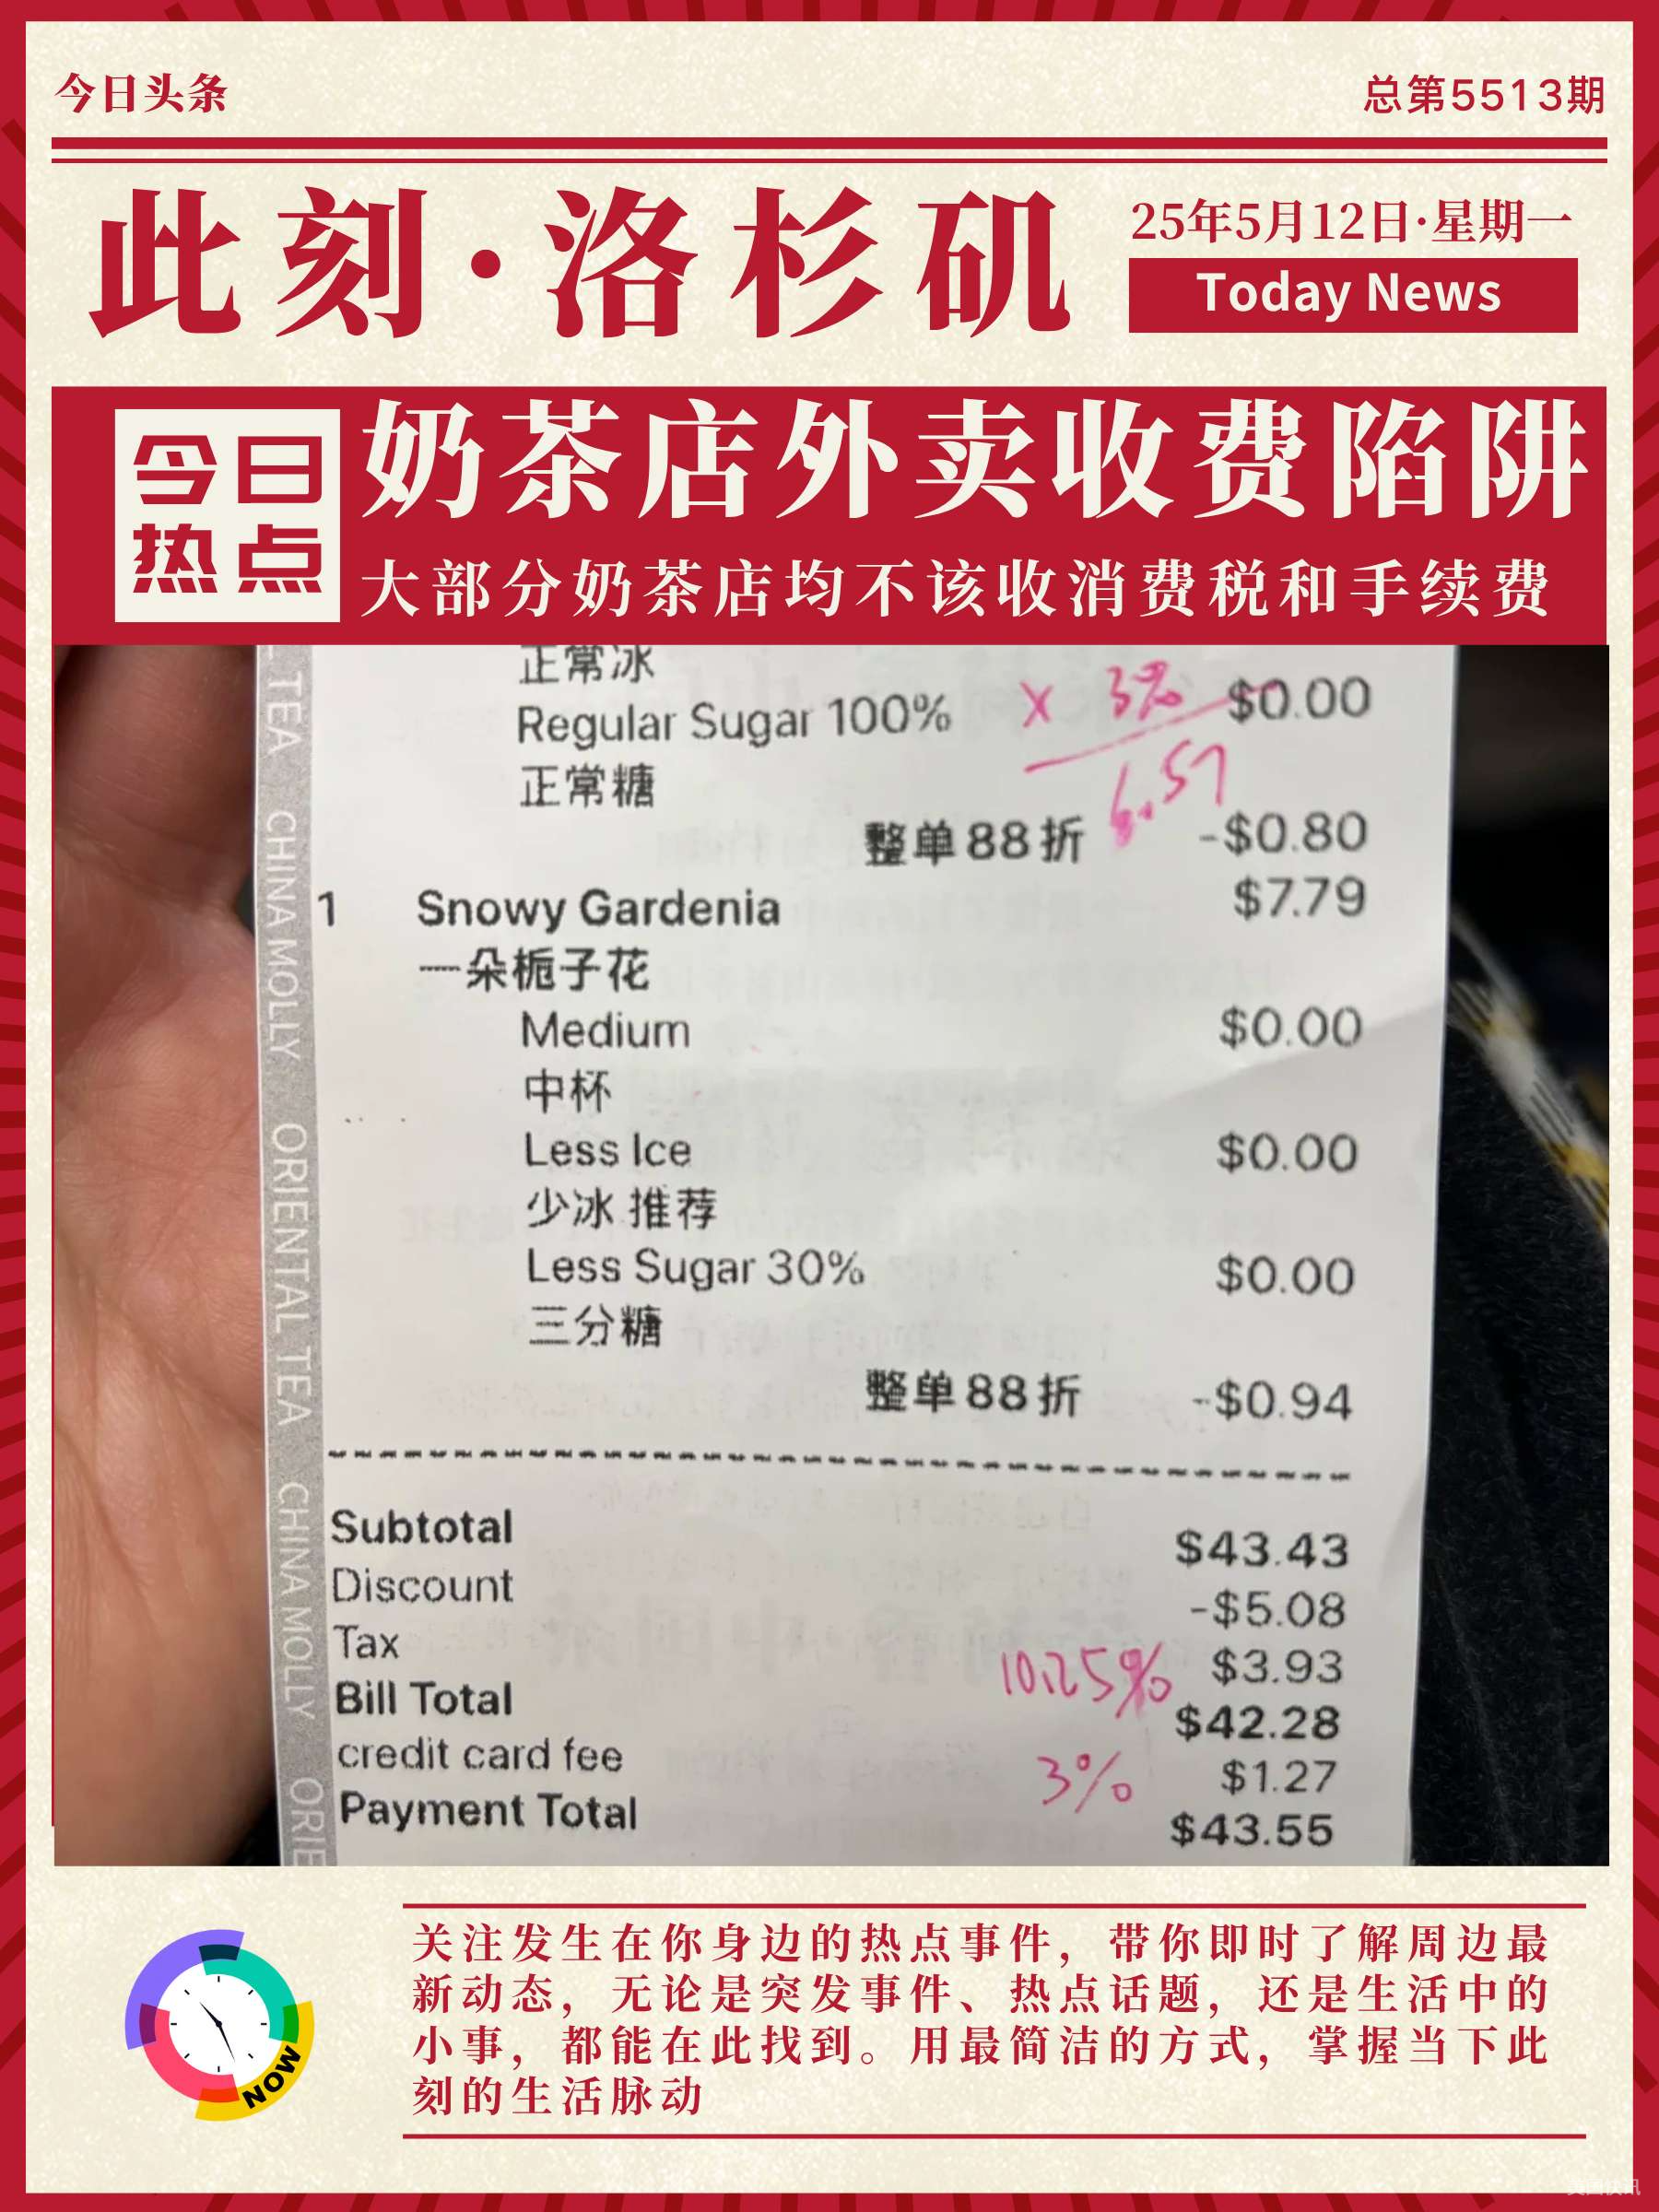 今日头条
总第5513期
此刻·洛杉矶
25年5月12日·星期一
Today News
今日热点
奶茶店外卖收费陷阱
大部分奶茶店均不该收消费税和手续费
正常冰
Regular Sugar 100% $0.00
x 3%
6.57
正常糖
整单88折 -$0.80
1 Snowy Gardenia $7.79
一朵栀子花
Medium $0.00
中杯
Less Ice $0.00
少冰 推荐
Less Sugar 30% $0.00
三分糖
整单88折 -$0.94
Subtotal $43.43
Discount -$5.08
Tax 10.25% $3.93
Bill Total $42.28
credit card fee 3% $1.27
Payment Total $43.55
TEA CHINA MOLLY ORIENTAL TEA CHINA MOLLY ORIE
NOW
关注发生在你身边的热点事件，带你即时了解周边最
新动态，无论是突发事件、热点话题，还是生活中的
小事，都能在此找到。用最简洁的方式，掌握当下此
刻的生活脉动